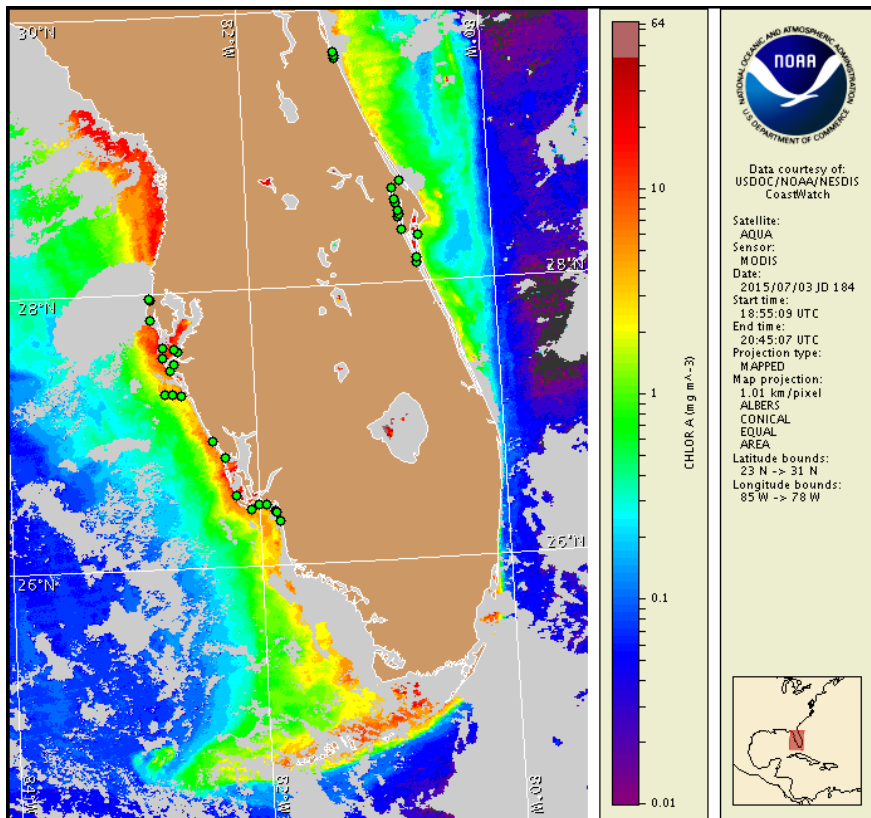 30°N
82°W
80°W
28°N
28°N
26°N
26°N
84°W
82°W
80°W
64
10
1
0.1
0.01
CHLOR A (mg m^-3)
NATIONAL OCEANIC AND ATMOSPHERIC ADMINISTRATION
NOAA
U.S. DEPARTMENT OF COMMERCE
Data courtesy of:
USDOC/NOAA/NESDIS
CoastWatch
Satellite:
AQUA
Sensor:
MODIS
Date:
2015/07/03 JD 184
Start time:
18:55:09 UTC
End time:
20:45:07 UTC
Projection type:
MAPPED
Map projection:
1.01 km/pixel
ALBERS
CONICAL
EQUAL
AREA
Latitude bounds:
23 N -> 31 N
Longitude bounds:
85 W -> 78 W